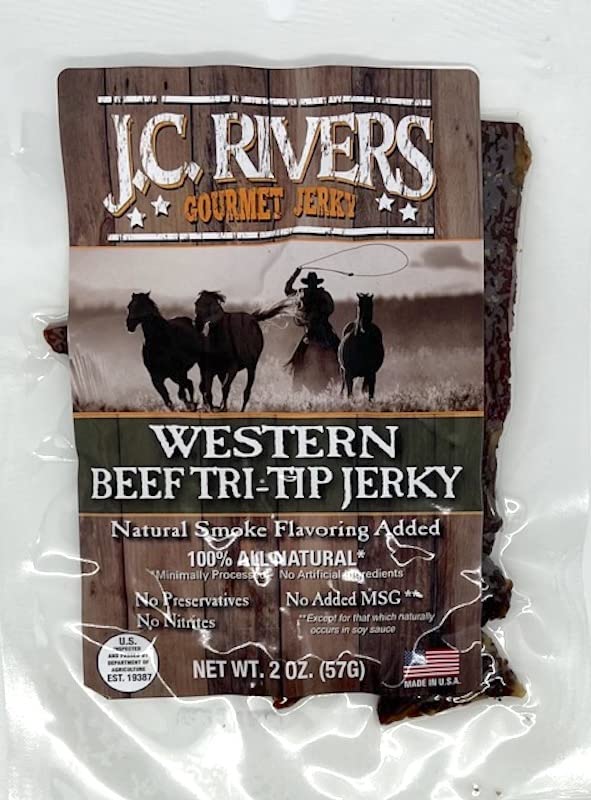 J.C. RIVERS
GOURMET JERKY
WESTERN
BEEF TRI-TIP JERKY
Natural Smoke Flavoring Added
100% ALL NATURAL*
*Minimally Processed - No Artificial Ingredients
No Preservatives No Added MSG**
No Nitrites
**Except for that which naturally
occurs in soy sauce
U.S.
INSPECTED
AND PASSED BY
DEPARTMENT OF
AGRICULTURE
EST. 19387
NET WT. 2 OZ. (57G)
MADE IN U.S.A.